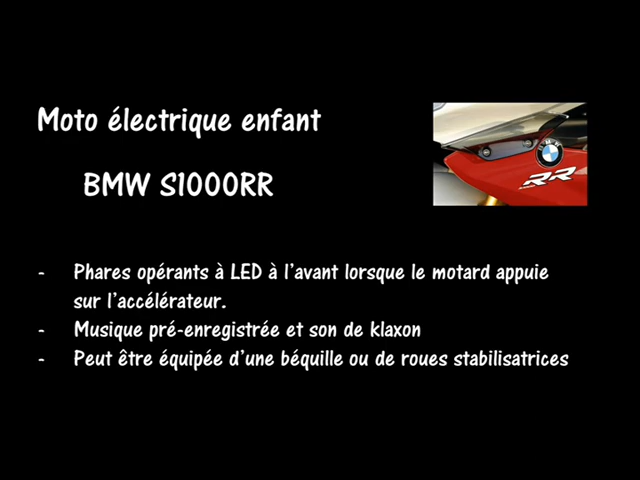 Moto électrique enfant
BMW S1000RR
BMW
RR
- Phares opérants à LED à l'avant lorsque le motard appuie
sur l'accélérateur.
- Musique pré-enregistrée et son de klaxon
- Peut être équipée d'une béquille ou de roues stabilisatrices